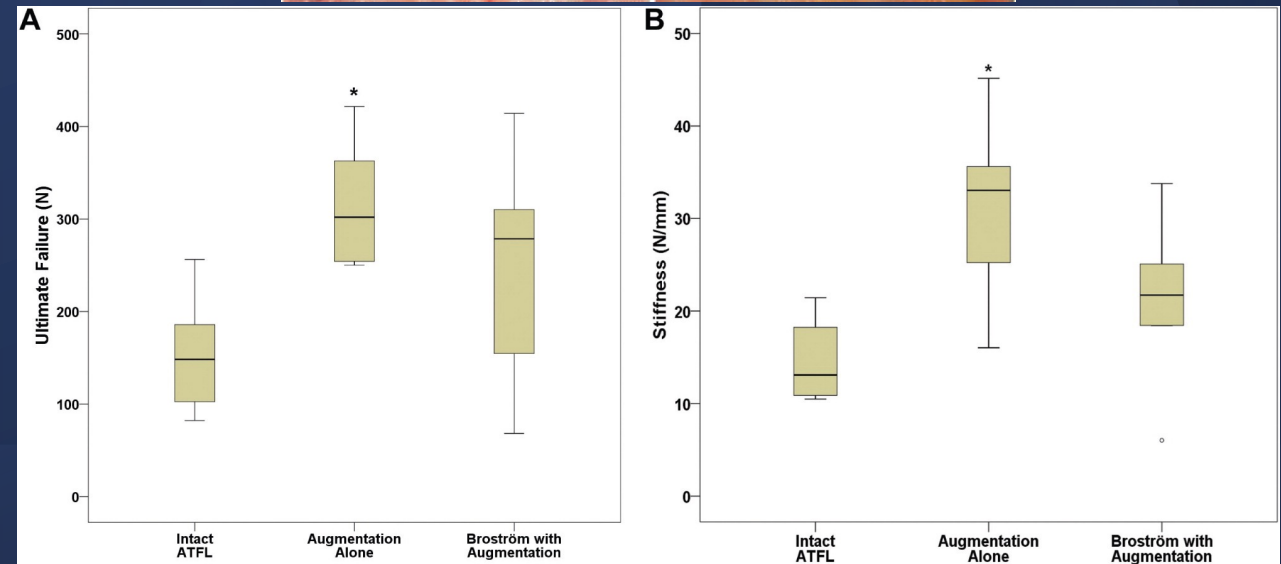 A
500
400
300
200
100
0
Ultimate Failure (N)
*
Intact
ATFL
Augmentation
Alone
Broström with
Augmentation
B
50
40
30
20
10
0
Stiffness (N/mm)
*
Intact
ATFL
Augmentation
Alone
Broström with
Augmentation